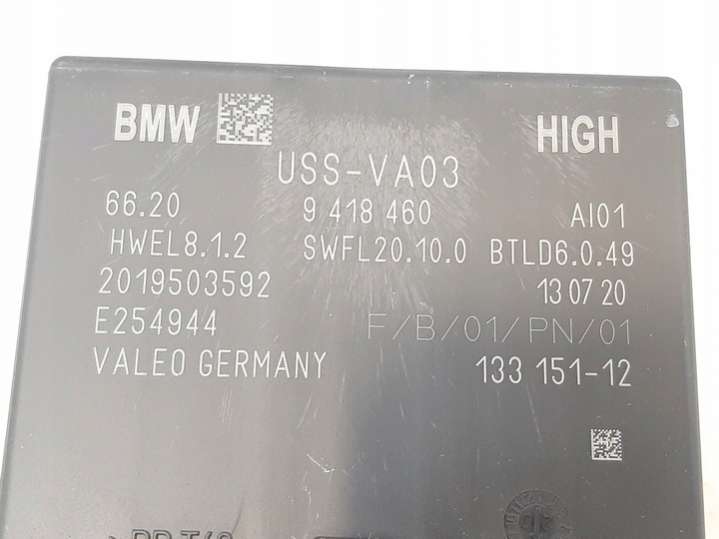 BMW HIGH
USS-VA03
66.20 9 418 460 AI01
HWEL8.1.2 SWFL20.10.0 BTLD6.0.49
2019503592 13 07 20
E254944 F/B/01/PN/01
VALEO GERMANY 133 151-12